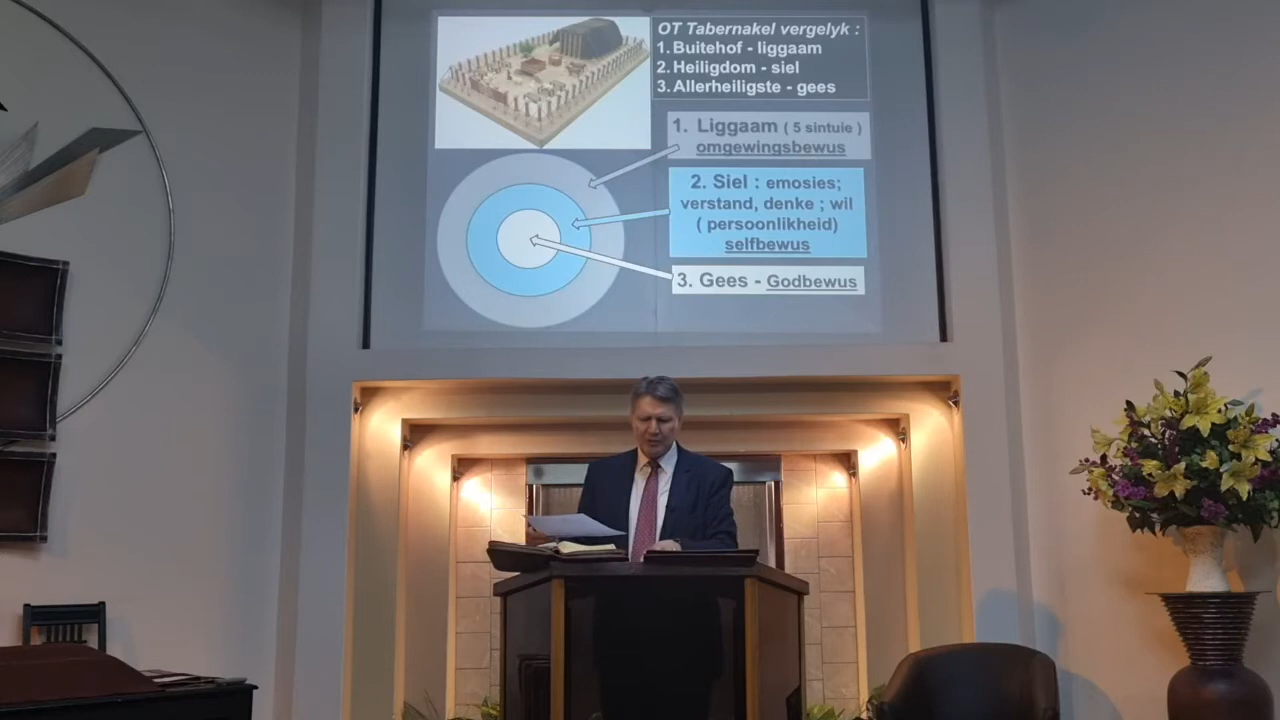 OT Tabernakel vergelyk :
1. Buitehof - liggaam
2. Heiligdom - siel
3. Allerheiligste - gees
1. Liggaam ( 5 sintuie )
omgewingsbewus
2. Siel : emosies;
verstand, denke ; wil
( persoonlikheid)
selfbewus
3. Gees - Godbewus